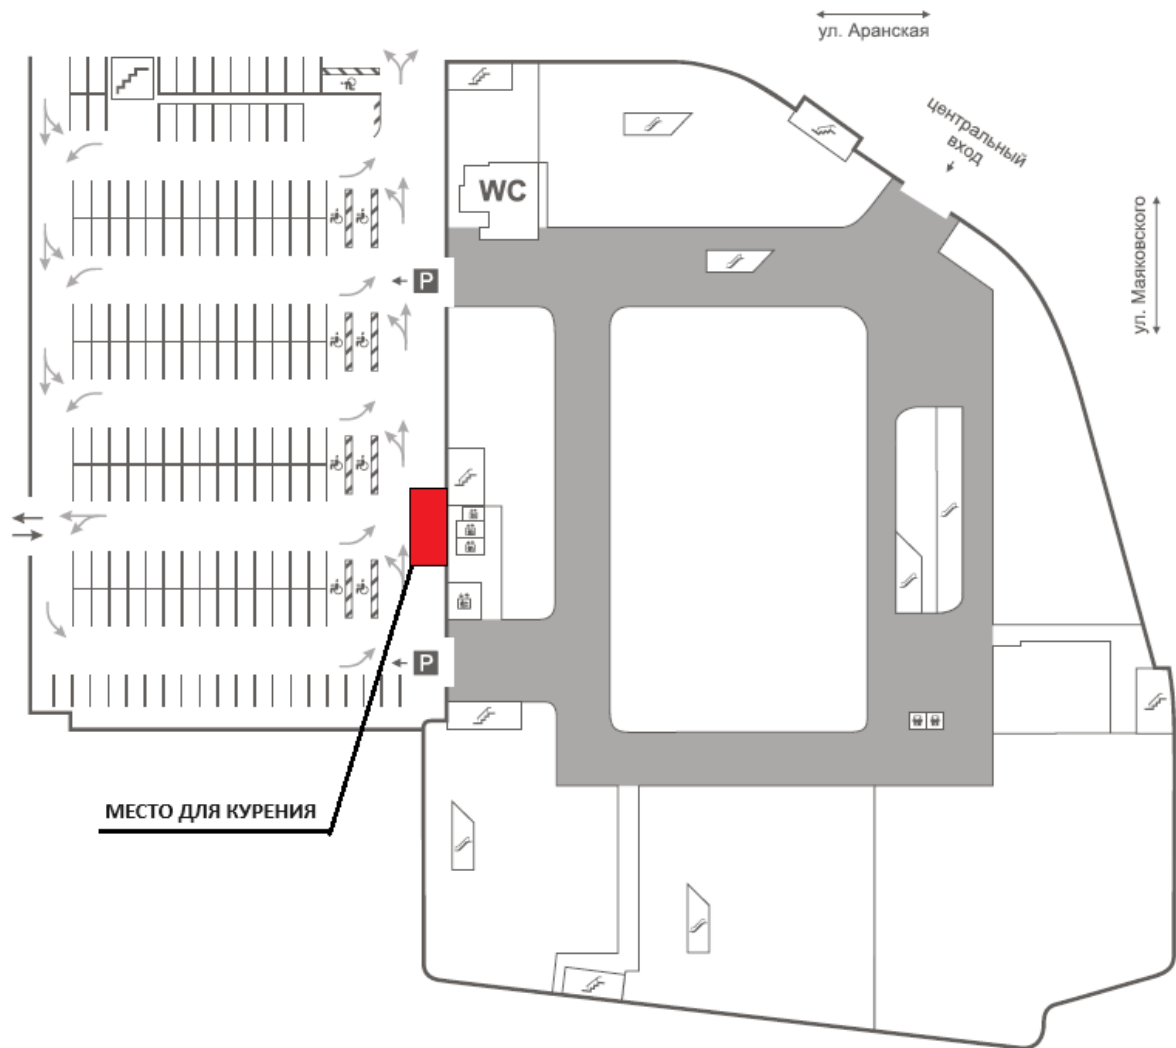 ул. Аранская
центральный
вход
ул. Маяковского
WC
P
P
МЕСТО ДЛЯ КУРЕНИЯ